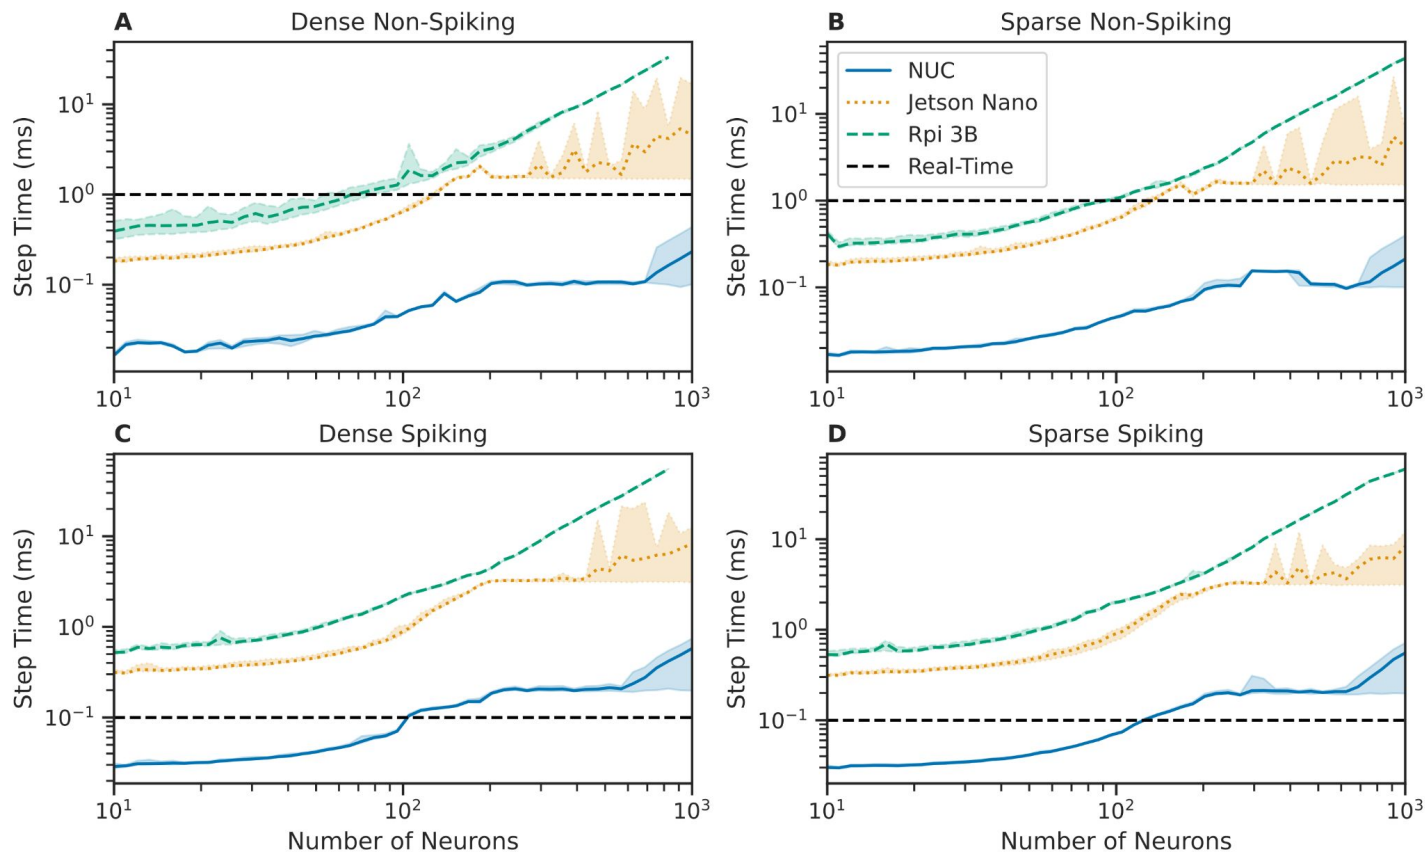 A Dense Non-Spiking
Step Time (ms)
10¹
10⁰
10⁻¹
10¹ 10² 10³
B Sparse Non-Spiking
Step Time (ms)
10¹
10⁰
10⁻¹
NUC
Jetson Nano
Rpi 3B
Real-Time
10¹ 10² 10³
C Dense Spiking
Step Time (ms)
10¹
10⁰
10⁻¹
10¹ 10² 10³
Number of Neurons
D Sparse Spiking
Step Time (ms)
10¹
10⁰
10⁻¹
10¹ 10² 10³
Number of Neurons